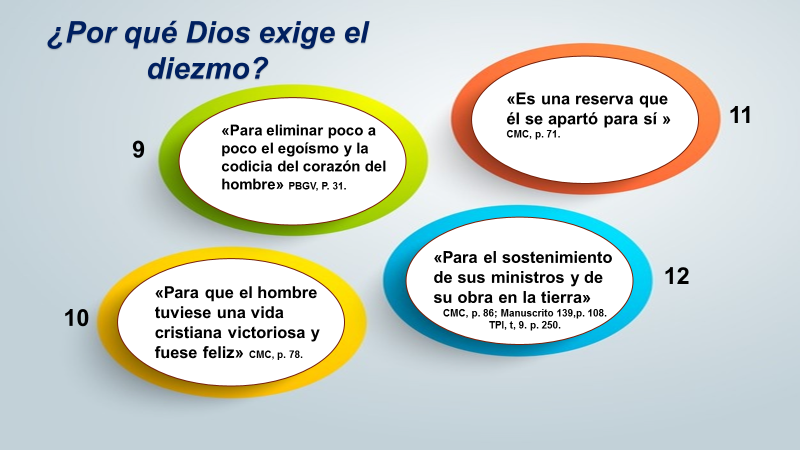 ¿Por qué Dios exige el
diezmo?
9
«Para eliminar poco a
poco el egoísmo y la
codicia del corazón del
hombre» PBGV, P. 31.
10
«Para que el hombre
tuviese una vida
cristiana victoriosa y
fuese feliz» CMC, p. 78.
«Es una reserva que
él se apartó para sí »
CMC, p. 71.
11
«Para el sostenimiento
de sus ministros y de
su obra en la tierra»
CMC, p. 86; Manuscrito 139,p. 108.
TPI, t, 9. p. 250.
12